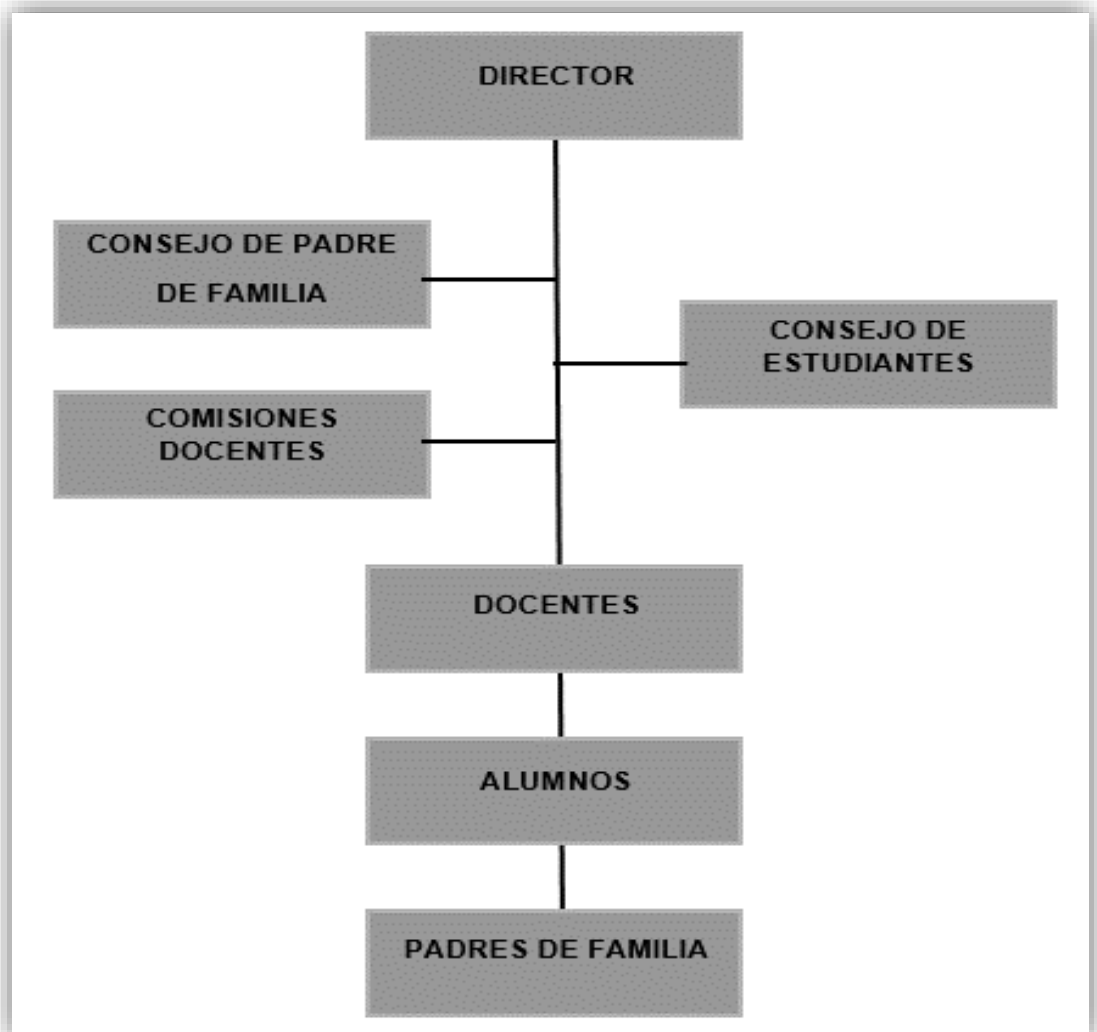 DIRECTOR
CONSEJO DE PADRE
DE FAMILIA
CONSEJO DE
ESTUDIANTES
COMISIONES
DOCENTES
DOCENTES
ALUMNOS
PADRES DE FAMILIA